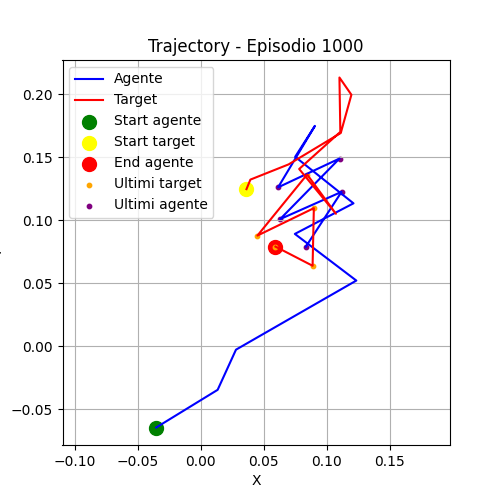 Trajectory - Episodio 1000
Agente
Target
Start agente
Start target
End agente
Ultimi target
Ultimi agente
0.20
0.15
0.10
0.05
0.00
−0.05
−0.10 −0.05 0.00 0.05 0.10 0.15
X